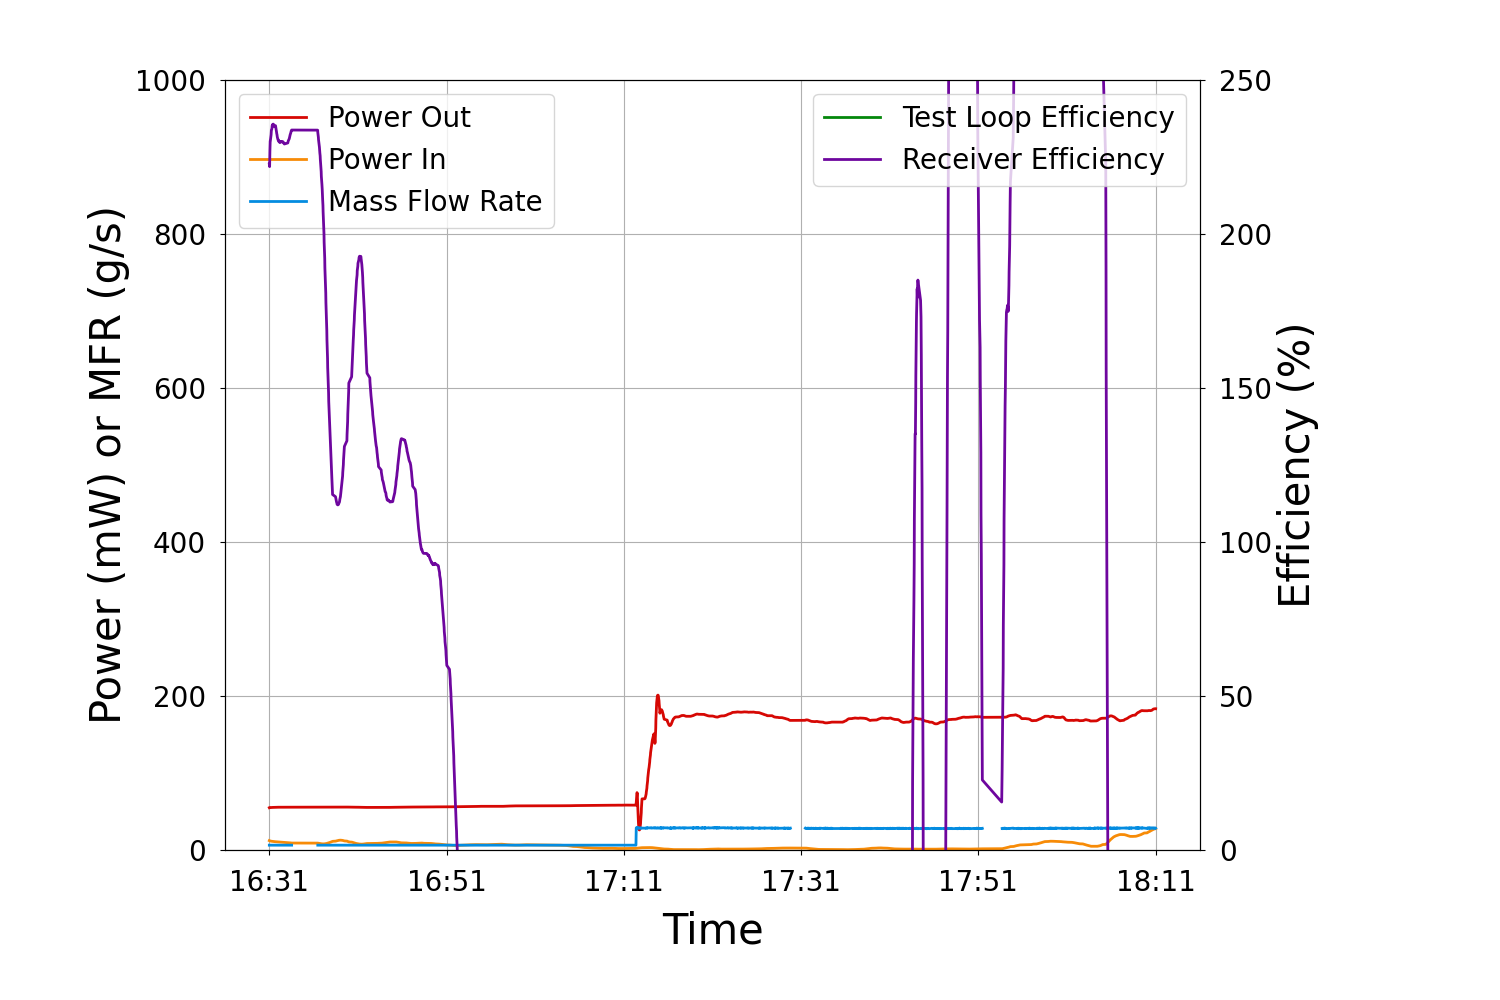 1000
800
600
400
200
0
Power (mW) or MFR (g/s)
Power Out
Power In
Mass Flow Rate
Test Loop Efficiency
Receiver Efficiency
250
200
150
100
50
0
Efficiency (%)
16:31 16:51 17:11 17:31 17:51 18:11
Time